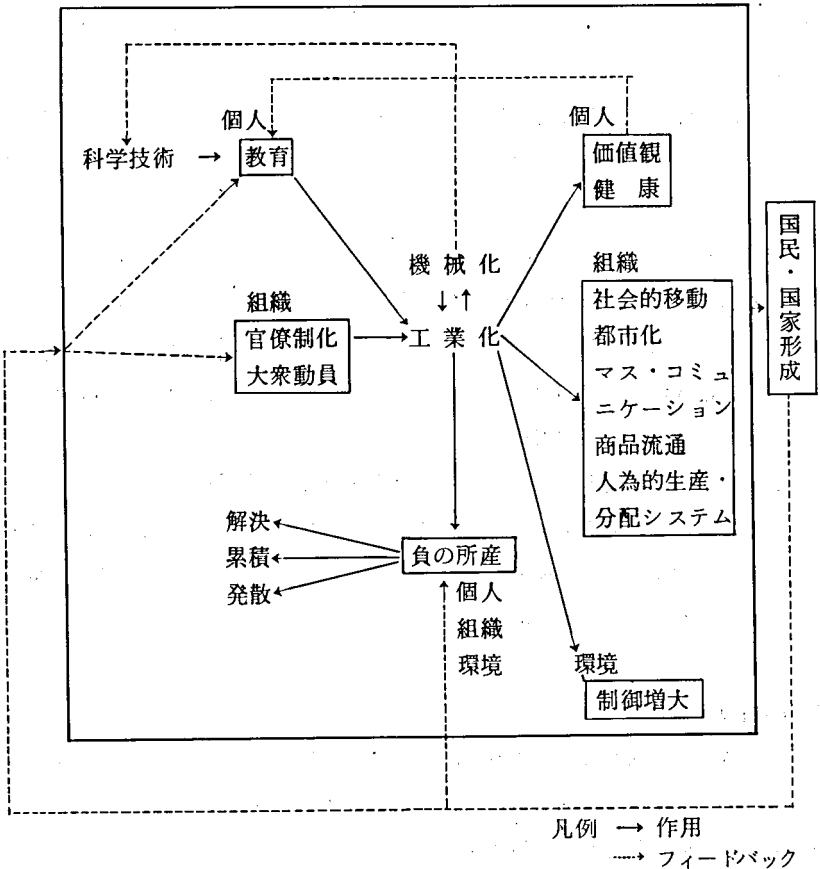 個人
科学技術 → 教育
個人
価値観
健　康
機 械 化
↓ ↑
工 業 化
組織
官僚制化
大衆動員
組織
社会的移動
都市化
マス・コミュ
ニケーション
商品流通
人為的生産・
分配システム
国民・国家形成
解決
累積
発散
負の所産
個人
組織
環境
環境
制御増大
凡例 → 作用
┄→ フィードバック